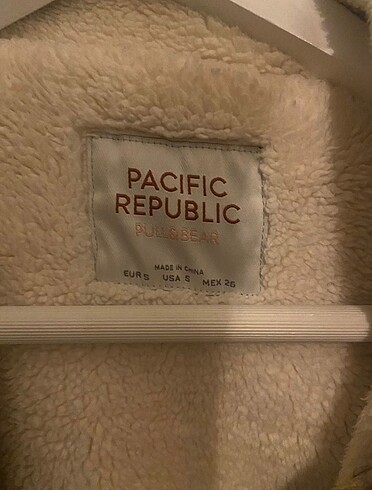 PACIFIC
REPUBLIC
PULL&BEAR
MADE IN CHINA
EUR S USA S MEX 26